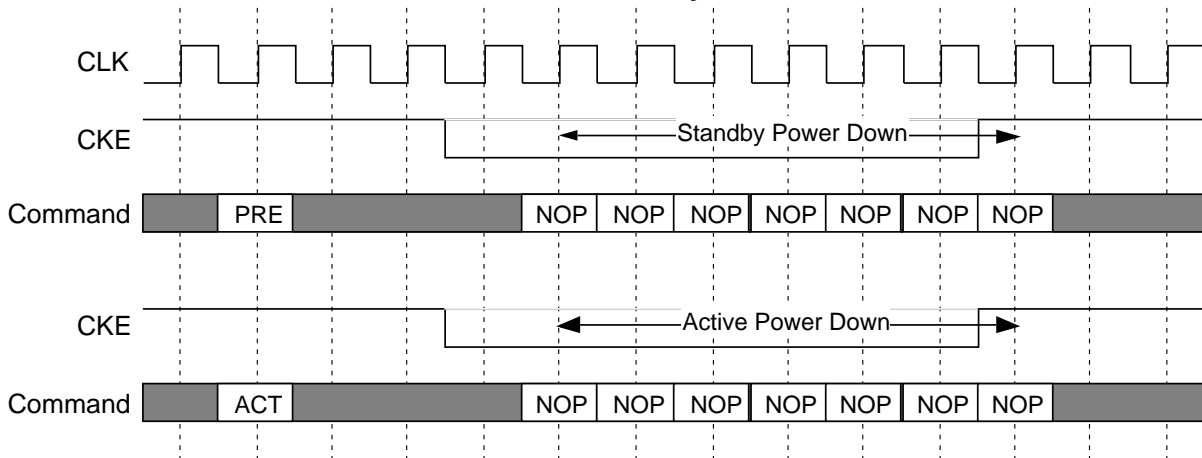 CLK
CKE
Standby Power Down
Command PRE NOP NOP NOP NOP NOP NOP NOP
CKE
Active Power Down
Command ACT NOP NOP NOP NOP NOP NOP NOP